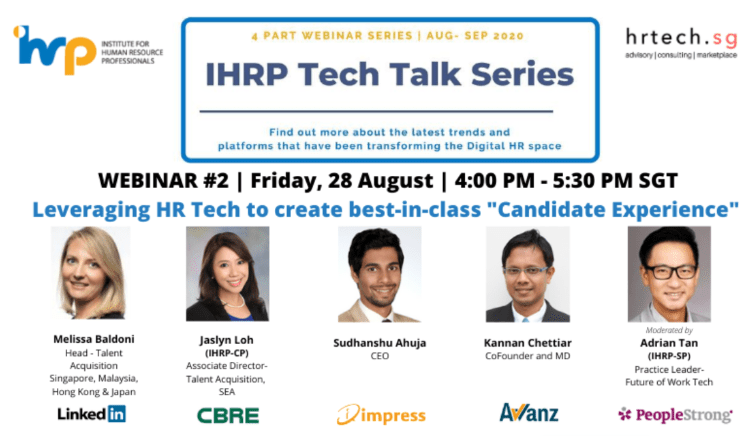 ihrp
INSTITUTE FOR
HUMAN RESOURCE
PROFESSIONALS
4 PART WEBINAR SERIES | AUG- SEP 2020
IHRP Tech Talk Series
Find out more about the latest trends and
platforms that have been transforming the Digital HR space
hrtech.sg
advisory | consulting | marketplace
WEBINAR #2 | Friday, 28 August | 4:00 PM - 5:30 PM SGT
Leveraging HR Tech to create best-in-class "Candidate Experience"
Melissa Baldoni
Head - Talent
Acquisition
Singapore, Malaysia,
Hong Kong & Japan
LinkedIn
Jaslyn Loh
(IHRP-CP)
Associate Director-
Talent Acquisition,
SEA
CBRE
Sudhanshu Ahuja
CEO
impress
Kannan Chettiar
CoFounder and MD
Avanz
Moderated by
Adrian Tan
(IHRP-SP)
Practice Leader-
Future of Work Tech
PeopleStrong